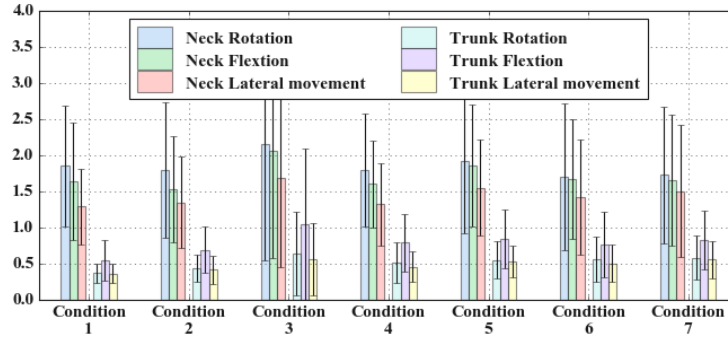 4.0
3.5
3.0
2.5
2.0
1.5
1.0
0.5
0.0
Neck Rotation
Neck Flextion
Neck Lateral movement
Trunk Rotation
Trunk Flextion
Trunk Lateral movement
Condition
1
Condition
2
Condition
3
Condition
4
Condition
5
Condition
6
Condition
7